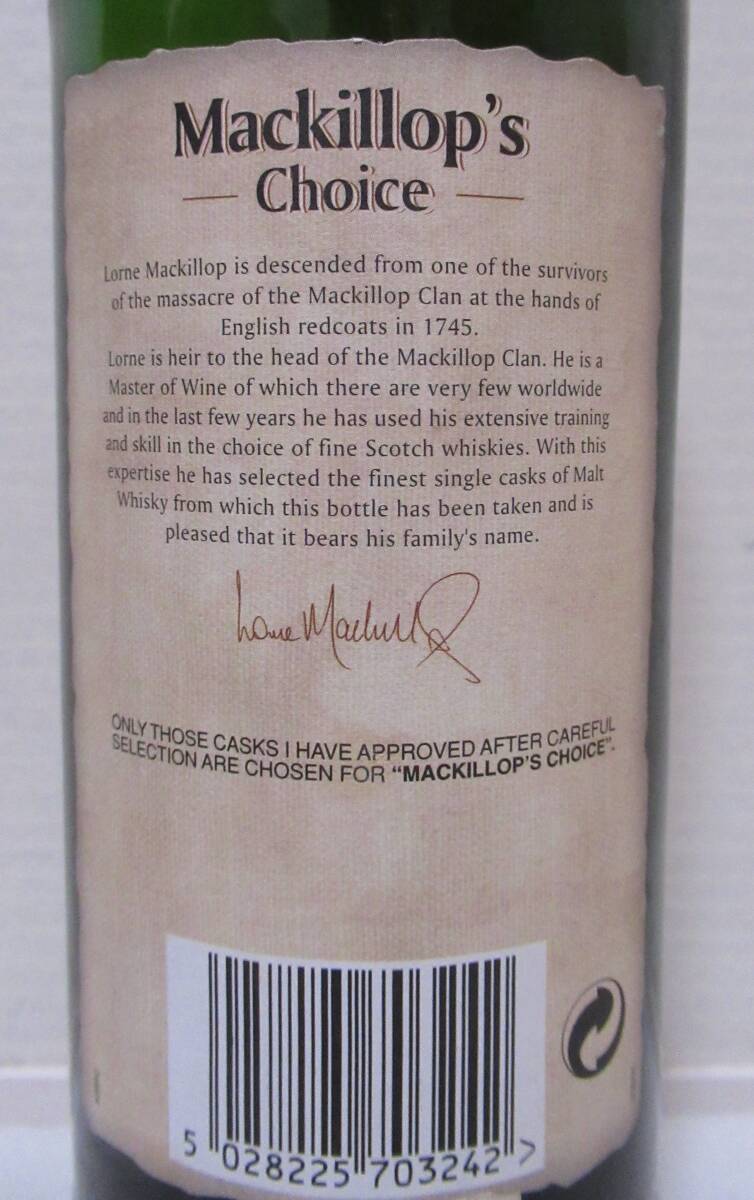 Mackillop's
Choice
Lorne Mackillop is descended from one of the survivors
of the massacre of the Mackillop Clan at the hands of
English redcoats in 1745.
Lorne is heir to the head of the Mackillop Clan. He is a
Master of Wine of which there are very few worldwide
and in the last few years he has used his extensive training
and skill in the choice of fine Scotch whiskies. With this
expertise he has selected the finest single casks of Malt
Whisky from which this bottle has been taken and is
pleased that it bears his family's name.
Lorne Mackillop
ONLY THOSE CASKS I HAVE APPROVED AFTER CAREFUL
SELECTION ARE CHOSEN FOR "MACKILLOP'S CHOICE".
5 028225 703242 >